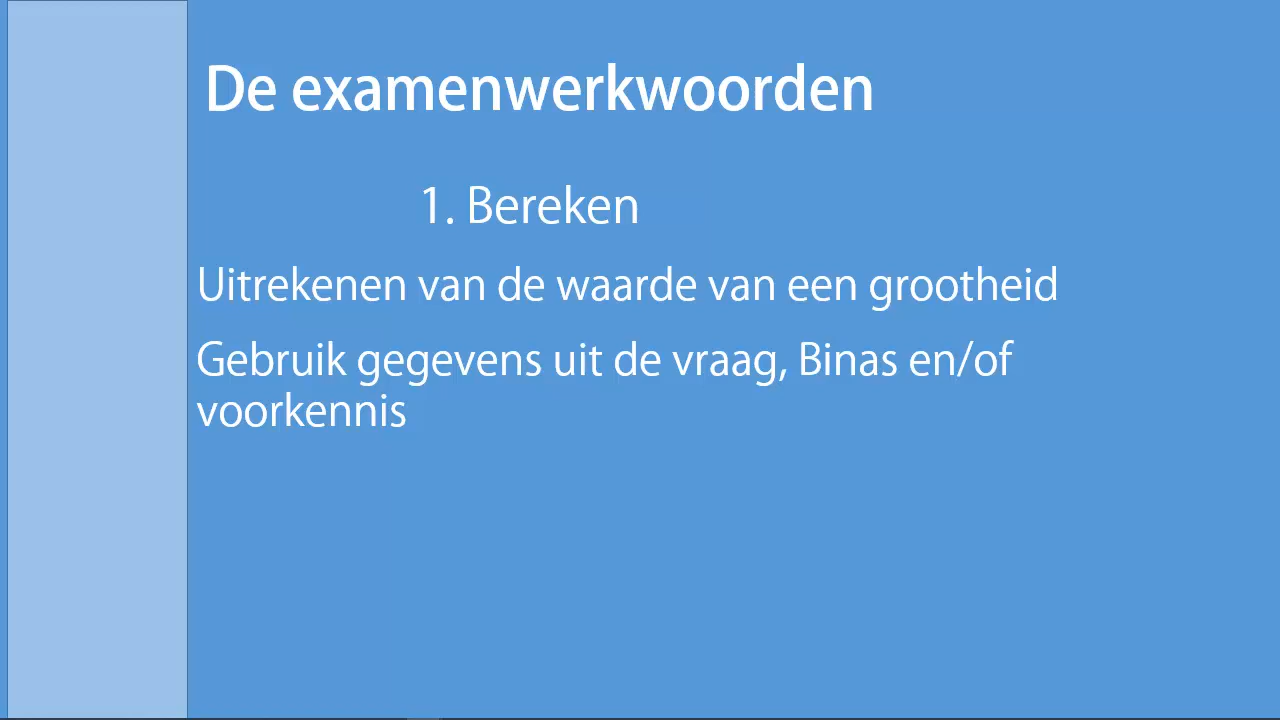 De examenwerkwoorden
1. Bereken
Uitrekenen van de waarde van een grootheid
Gebruik gegevens uit de vraag, Binas en/of
voorkennis